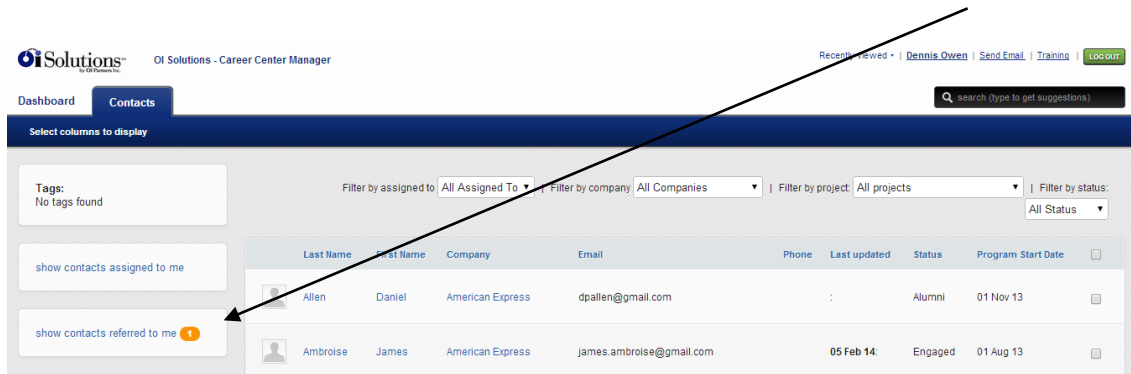 Oi Solutions™ OI Solutions - Career Center Manager
by OI Partners Inc.
Recently viewed | Dennis Owen | Send Email | Training | LOG OUT
Dashboard Contacts search (type to get suggestions)
Select columns to display
Tags:
No tags found
show contacts assigned to me
show contacts referred to me 1
Filter by assigned to All Assigned To | Filter by company All Companies | Filter by project: All projects | Filter by status:
All Status
Last Name First Name Company Email Phone Last updated Status Program Start Date
Allen Daniel American Express dpallen@gmail.com : Alumni 01 Nov 13
Ambroise James American Express james.ambroise@gmail.com 05 Feb 14: Engaged 01 Aug 13